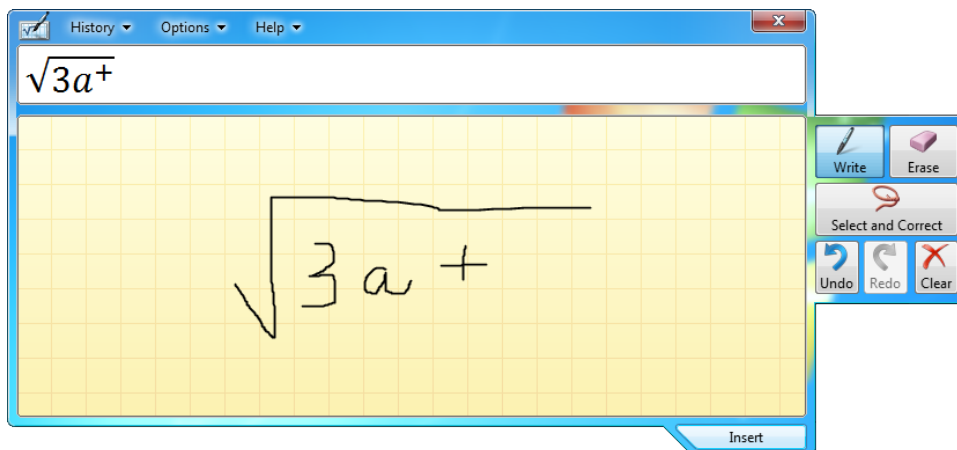 History Options Help
√3a⁺
√3a +
Write Erase
Select and Correct
Undo Redo Clear
Insert